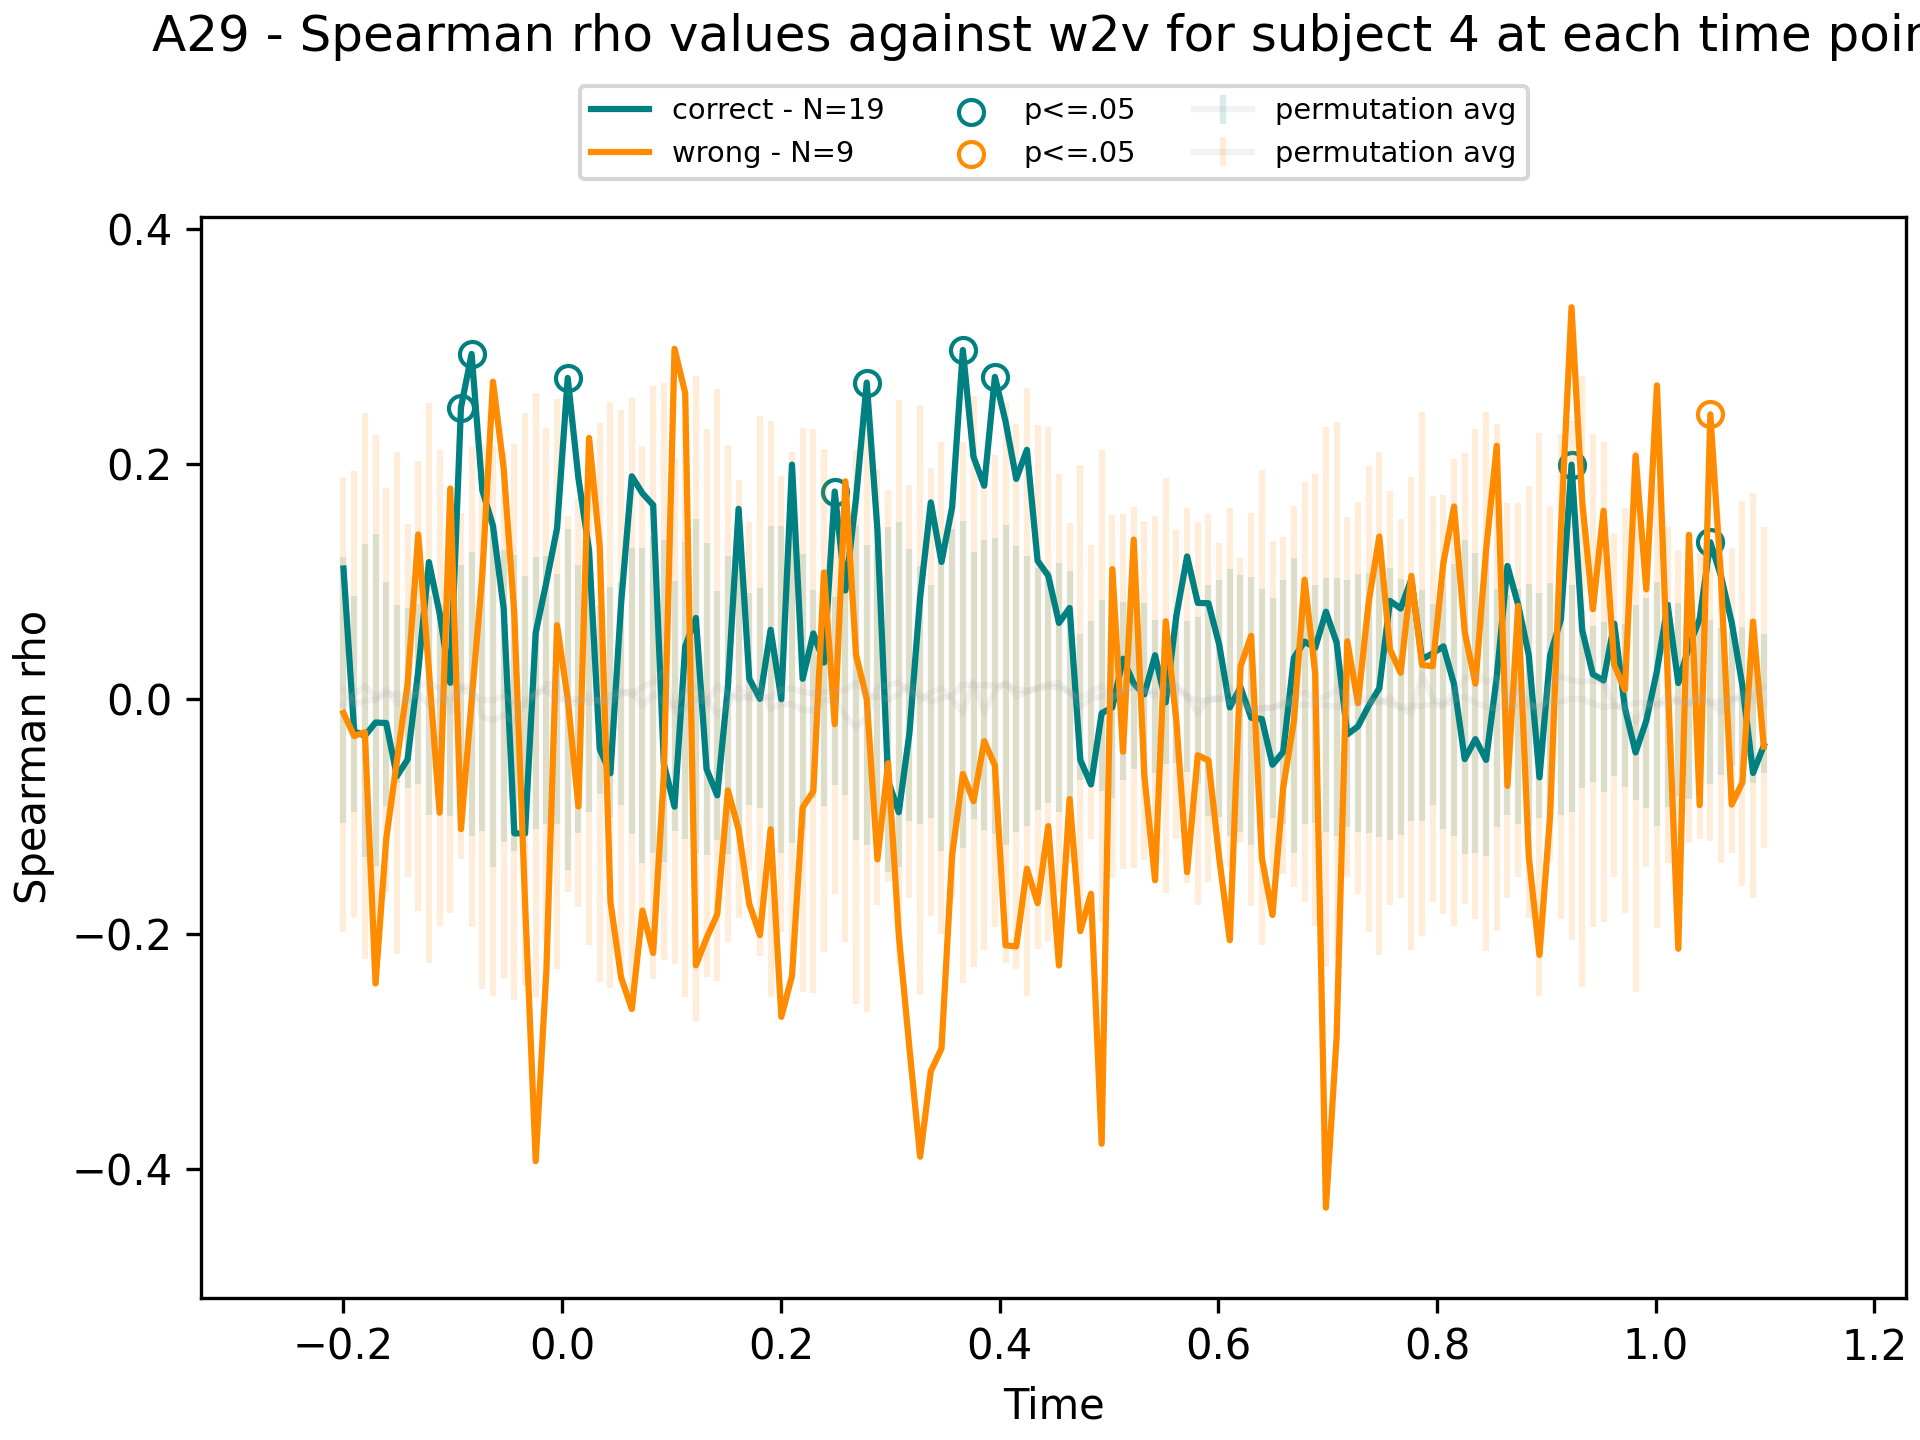 A29 - Spearman rho values against w2v for subject 4 at each time poin
correct - N=19
wrong - N=9
p<=.05
p<=.05
permutation avg
permutation avg
0.4
0.2
0.0
−0.2
−0.4
Spearman rho
−0.2 0.0 0.2 0.4 0.6 0.8 1.0 1.2
Time